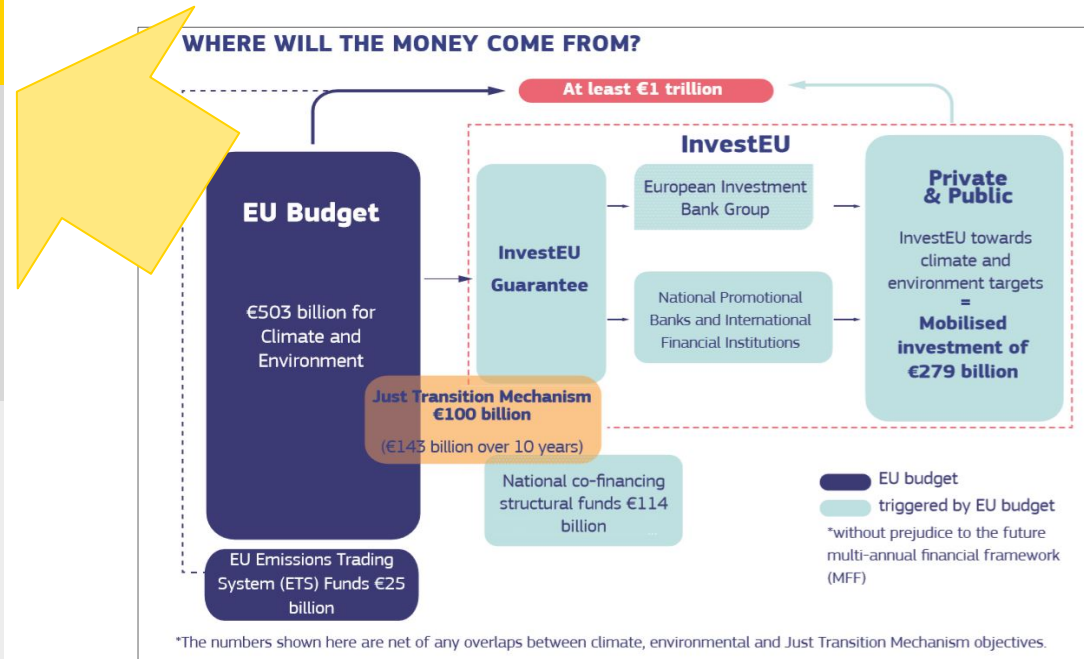 WHERE WILL THE MONEY COME FROM?
At least €1 trillion
InvestEU
EU Budget
€503 billion for
Climate and
Environment
InvestEU
Guarantee
European Investment
Bank Group
National Promotional
Banks and International
Financial Institutions
Private
& Public
InvestEU towards
climate and
environment targets
=
Mobilised
investment of
€279 billion
Just Transition Mechanism
€100 billion
(€143 billion over 10 years)
National co-financing
structural funds €114
billion
EU Emissions Trading
System (ETS) Funds €25
billion
EU budget
triggered by EU budget
*without prejudice to the future
multi-annual financial framework
(MFF)
*The numbers shown here are net of any overlaps between climate, environmental and Just Transition Mechanism objectives.